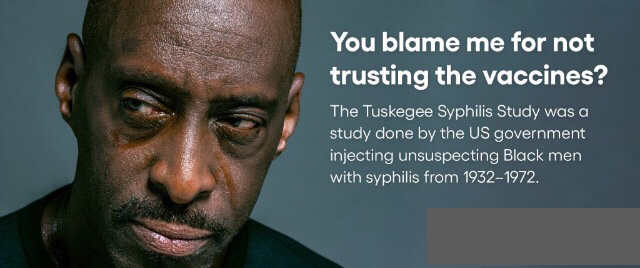 You blame me for not
trusting the vaccines?
The Tuskegee Syphilis Study was a
study done by the US government
injecting unsuspecting Black men
with syphilis from 1932–1972.